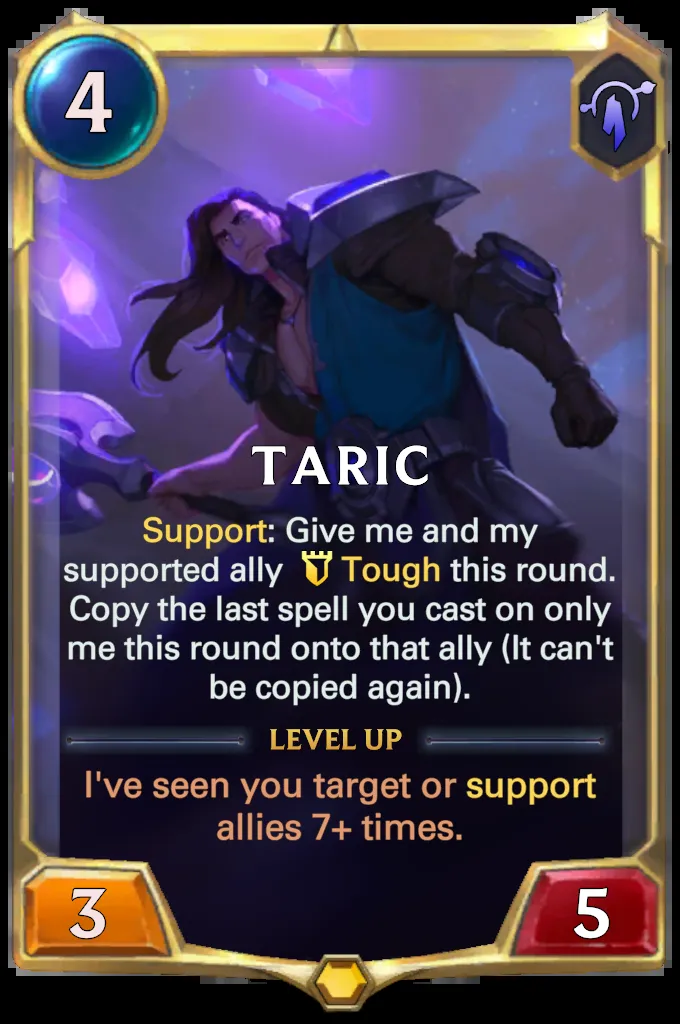 4
TARIC
Support: Give me and my
supported ally Tough this round.
Copy the last spell you cast on only
me this round onto that ally (It can't
be copied again).
LEVEL UP
I've seen you target or support
allies 7+ times.
3
5